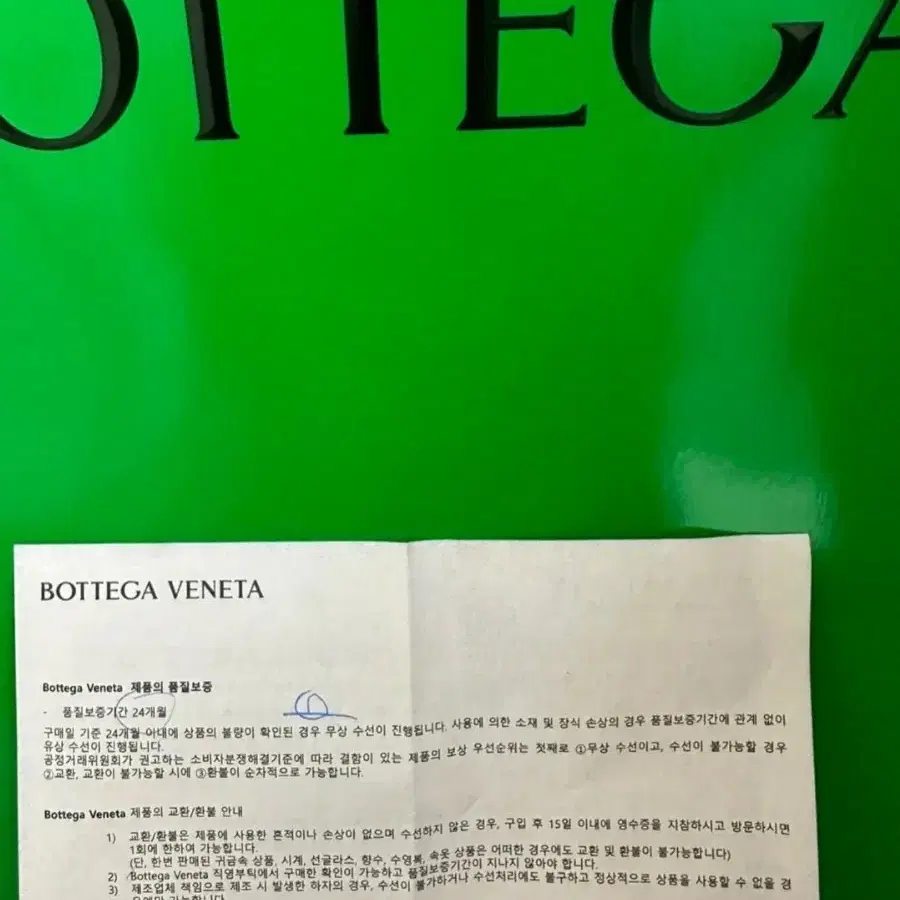 BOTTEGA
BOTTEGA VENETA
Bottega Veneta 제품의 품질보증
- 품질보증기간 24개월
구매일 기준 24개월 이내에 상품의 불량이 확인된 경우 무상 수선이 진행됩니다. 사용에 의한 소재 및 장식 손상의 경우 품질보증기간에 관계 없이
유상 수선이 진행됩니다.
공정거래위원회가 권고하는 소비자분쟁해결기준에 따라 결함이 있는 제품의 보상 우선순위는 첫째로 ①무상 수선이고, 수선이 불가능할 경우
②교환, 교환이 불가능할 시에 ③환불이 순차적으로 가능합니다.
Bottega Veneta 제품의 교환/환불 안내
1) 교환/환불은 제품에 사용한 흔적이나 손상이 없으며 수선하지 않은 경우, 구입 후 15일 이내에 영수증을 지참하시고 방문하시면
1회에 한하여 가능합니다.
(단, 한번 판매된 귀금속 상품, 시계, 선글라스, 향수, 수영복, 속옷 상품은 어떠한 경우에도 교환 및 환불이 불가능합니다)
2) Bottega Veneta 직영부틱에서 구매한 확인이 가능하고 품질보증기간이 지나지 않아야 합니다.
3) 제조업체 책임으로 제조 시 발생한 하자의 경우, 수선이 불가하거나 수선처리에도 불구하고 정상적으로 상품을 사용할 수 없을 경